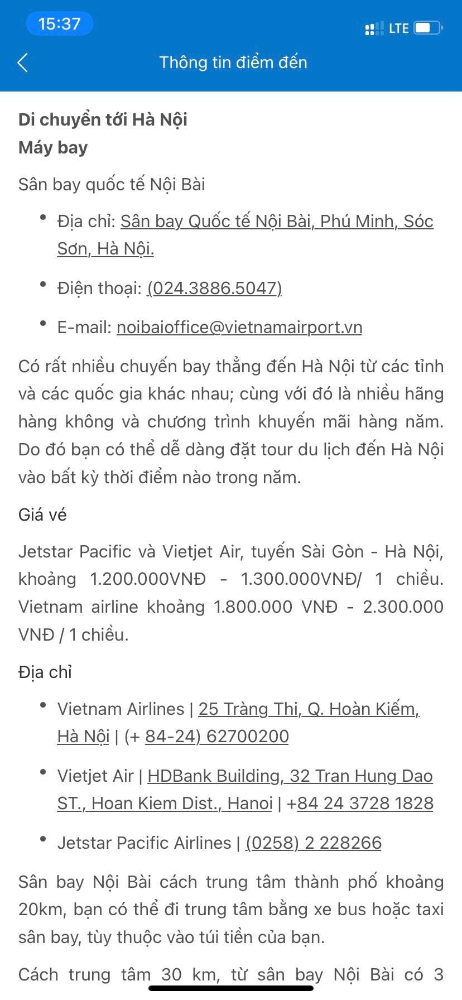 15:37
LTE
Thông tin điểm đến
Di chuyển tới Hà Nội
Máy bay
Sân bay quốc tế Nội Bài
• Địa chỉ: Sân bay Quốc tế Nội Bài, Phú Minh, Sóc
Sơn, Hà Nội.
• Điện thoại: (024.3886.5047)
• E-mail: noibaioffice@vietnamairport.vn
Có rất nhiều chuyến bay thẳng đến Hà Nội từ các tỉnh
và các quốc gia khác nhau; cùng với đó là nhiều hãng
hàng không và chương trình khuyến mãi hàng năm.
Do đó bạn có thể dễ dàng đặt tour du lịch đến Hà Nội
vào bất kỳ thời điểm nào trong năm.
Giá vé
Jetstar Pacific và Vietjet Air, tuyến Sài Gòn - Hà Nội,
khoảng 1.200.000VNĐ - 1.300.000VNĐ/ 1 chiều.
Vietnam airline khoảng 1.800.000 VNĐ - 2.300.000
VNĐ / 1 chiều.
Địa chỉ
• Vietnam Airlines | 25 Tràng Thi, Q. Hoàn Kiếm,
Hà Nội | (+ 84-24) 62700200
• Vietjet Air | HDBank Building, 32 Tran Hung Dao
ST., Hoan Kiem Dist., Hanoi | +84 24 3728 1828
• Jetstar Pacific Airlines | (0258) 2 228266
Sân bay Nội Bài cách trung tâm thành phố khoảng
20km, bạn có thể đi trung tâm bằng xe bus hoặc taxi
sân bay, tùy thuộc vào túi tiền của bạn.
Cách trung tâm 30 km, từ sân bay Nội Bài có 3